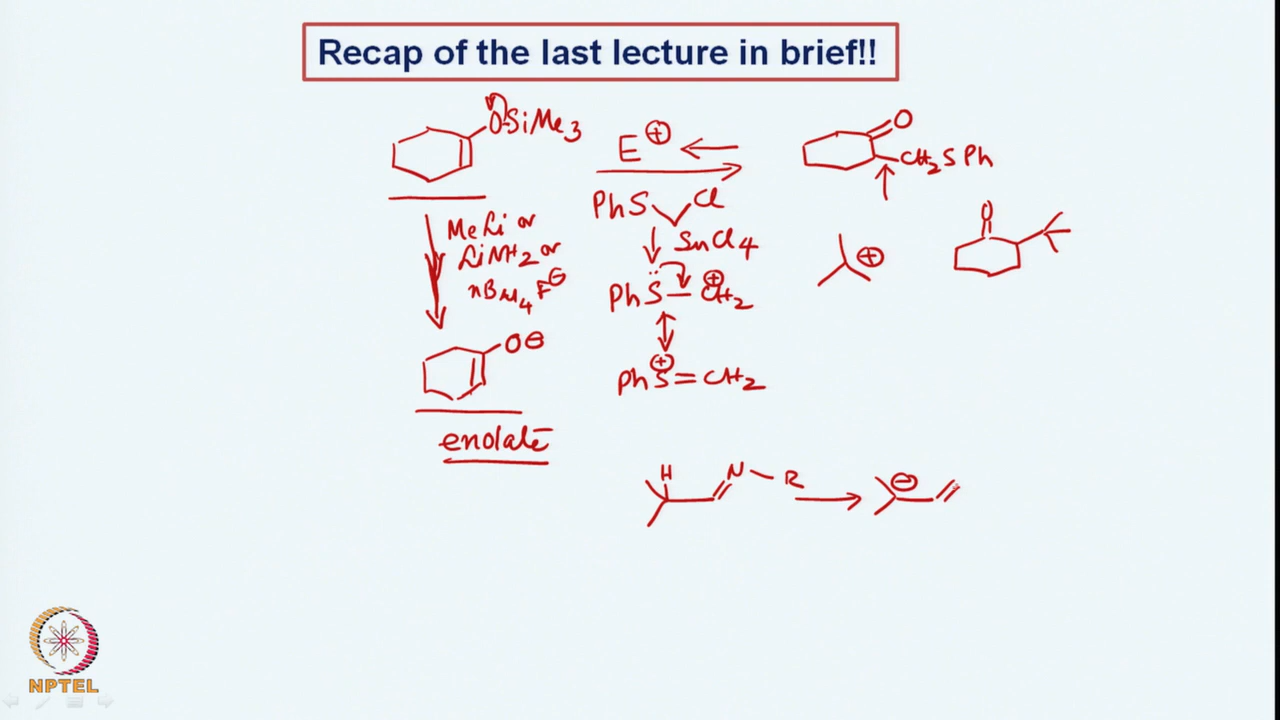 Recap of the last lecture in brief!!
OSiMe3
E⊕
O
CH2SPh
PhS Cl
MeLi or
LiNH2 or
nBu4F⊖
SnCl4
PhS–CH2 ⊕
⊕
O
O⊖
PhS=CH2 ⊕
enolate
H N–R ⊖
NPTEL